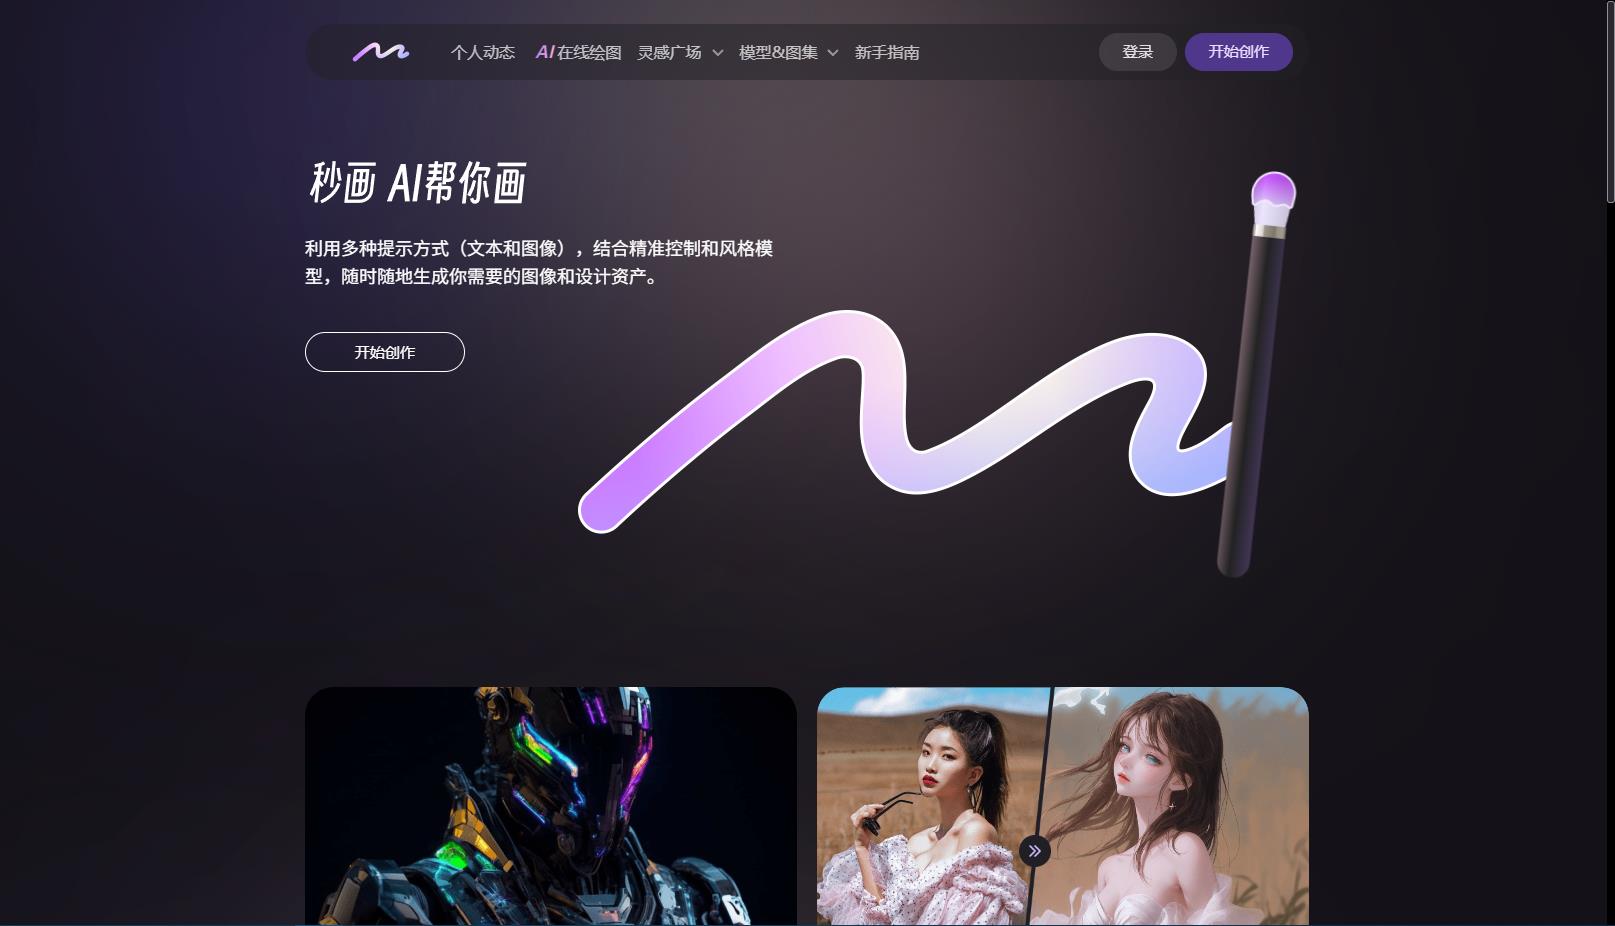 个人动态 AI 在线绘图 灵感广场 模型&图集 新手指南 登录 开始创作
秒画 AI帮你画
利用多种提示方式（文本和图像），结合精准控制和风格模
型，随时随地生成你需要的图像和设计资产。
开始创作